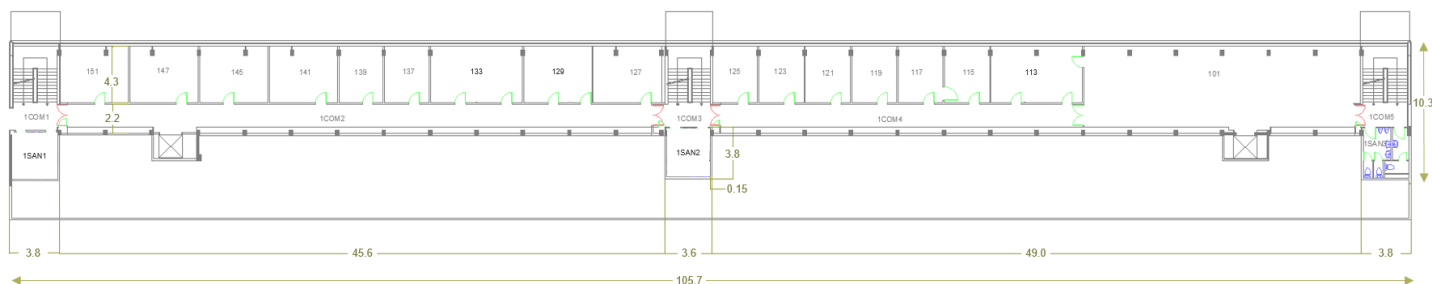 151 147 145 141 139 137 133 129 127 125 123 121 119 117 115 113 101
4.3
10.3
1COM1 2.2 1COM2 1COM3 1COM4 1COM5
1SAN1 1SAN2 3.8 1SAN3
0.15
3.8 45.6 3.6 49.0 3.8
105.7